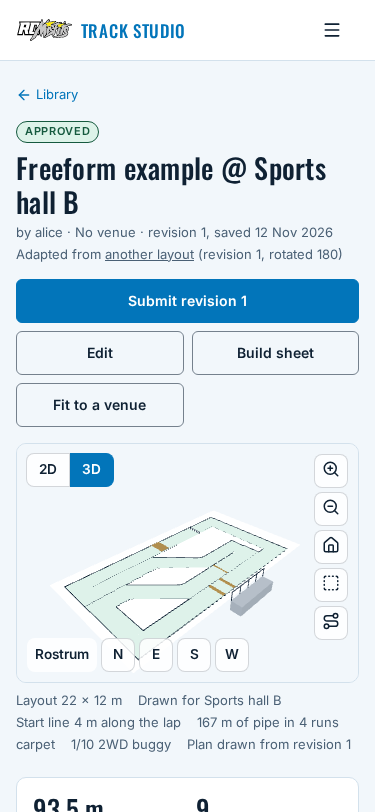 TRACK STUDIO
← Library
APPROVED
Freeform example @ Sports
hall B
by alice · No venue · revision 1, saved 12 Nov 2026
Adapted from another layout (revision 1, rotated 180)
Submit revision 1
Edit
Build sheet
Fit to a venue
2D
3D
Rostrum
N
E
S
W
Layout 22 × 12 m Drawn for Sports hall B
Start line 4 m along the lap 167 m of pipe in 4 runs
carpet 1/10 2WD buggy Plan drawn from revision 1
93.5 m
9